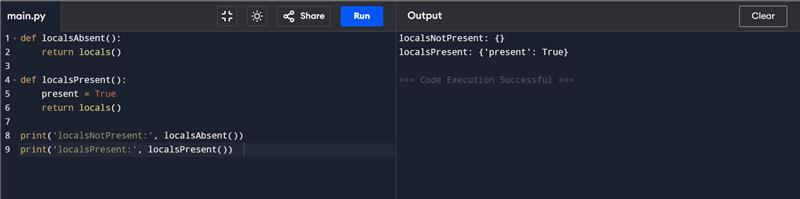 main.py
Share
Run
Output
Clear
1 def localsAbsent():
2     return locals()
3
4 def localsPresent():
5     present = True
6     return locals()
7
8 print('localsNotPresent:', localsAbsent())
9 print('localsPresent:', localsPresent())
localsNotPresent: {}
localsPresent: {'present': True}
=== Code Execution Successful ===